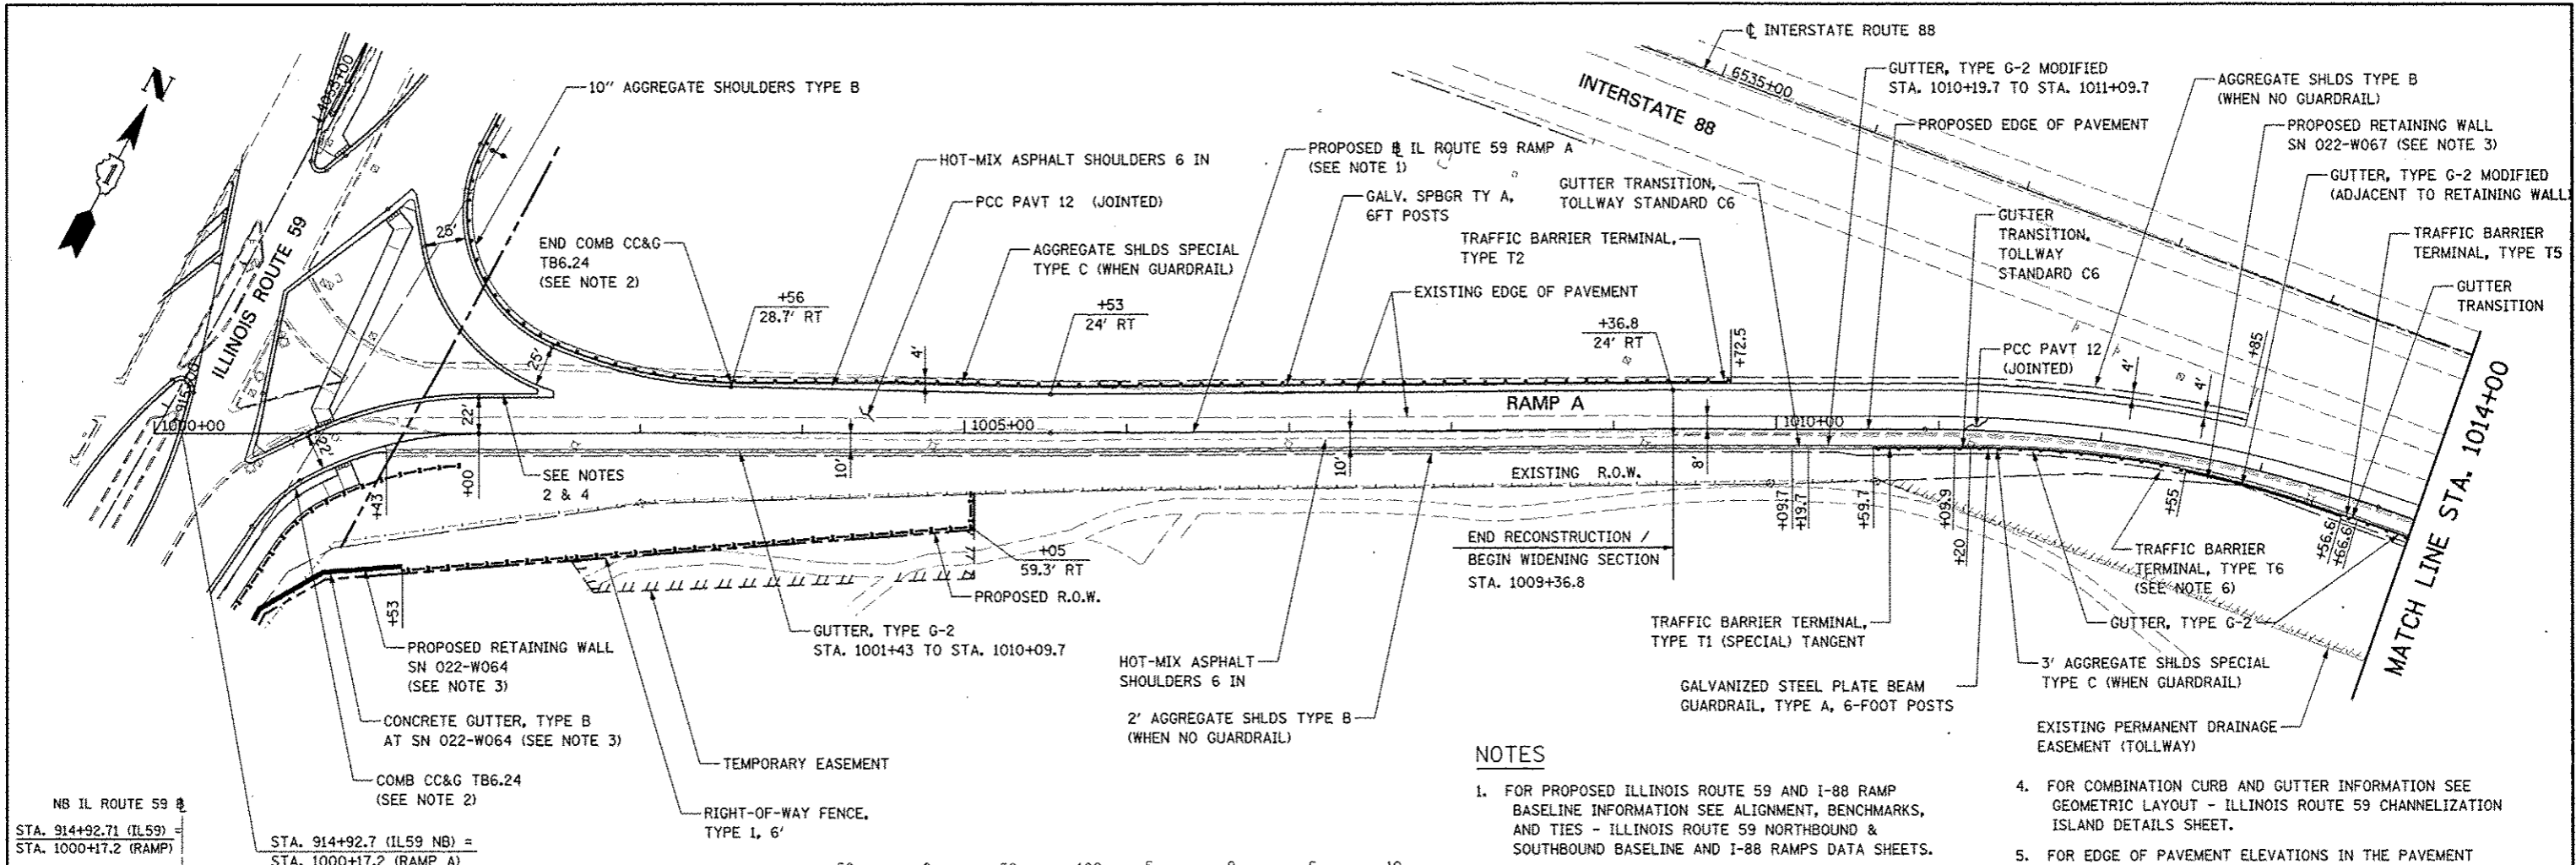 N
10" AGGREGATE SHOULDERS TYPE B
HOT-MIX ASPHALT SHOULDERS 6 IN
PCC PAVT 12 (JOINTED)
AGGREGATE SHLDS SPECIAL
TYPE C (WHEN GUARDRAIL)
END COMB CC&G
TB6.24
(SEE NOTE 2)
PROPOSED ⅊ IL ROUTE 59 RAMP A
(SEE NOTE 1)
GALV. SPBGR TY A,
6FT POSTS
GUTTER TRANSITION,
TOLLWAY STANDARD C6
TRAFFIC BARRIER TERMINAL,
TYPE T2
EXISTING EDGE OF PAVEMENT
℄ INTERSTATE ROUTE 88
INTERSTATE 88
6535+00
GUTTER, TYPE G-2 MODIFIED
STA. 1010+19.7 TO STA. 1011+09.7
PROPOSED EDGE OF PAVEMENT
AGGREGATE SHLDS TYPE B
(WHEN NO GUARDRAIL)
PROPOSED RETAINING WALL
SN 022-W067 (SEE NOTE 3)
GUTTER, TYPE G-2 MODIFIED
(ADJACENT TO RETAINING WALL)
TRAFFIC BARRIER
TERMINAL, TYPE T5
GUTTER
TRANSITION
GUTTER
TRANSITION,
TOLLWAY
STANDARD C6
PCC PAVT 12
(JOINTED)
4053+00
ILLINOIS ROUTE 59
25'
25'
26'
22'
+56
28.7' RT
4'
+53
24' RT
+36.8
24' RT
+72.5
4'
4'
+85
RAMP A
1000+00
1005+00
1010+00
10'
10'
8'
EXISTING R.O.W.
+43
+00
SEE NOTES
2 & 4
+53
+05
59.3' RT
PROPOSED R.O.W.
END RECONSTRUCTION /
BEGIN WIDENING SECTION
STA. 1009+36.8
+09.7
+19.7
+59.7
+09.9
+20
+55
+56.6
+66.6
MATCH LINE STA. 1014+00
TRAFFIC BARRIER
TERMINAL, TYPE T6
(SEE NOTE 6)
GUTTER, TYPE G-2
TRAFFIC BARRIER TERMINAL,
TYPE T1 (SPECIAL) TANGENT
3' AGGREGATE SHLDS SPECIAL
TYPE C (WHEN GUARDRAIL)
GALVANIZED STEEL PLATE BEAM
GUARDRAIL, TYPE A, 6-FOOT POSTS
EXISTING PERMANENT DRAINAGE
EASEMENT (TOLLWAY)
GUTTER, TYPE G-2
STA. 1001+43 TO STA. 1010+09.7
HOT-MIX ASPHALT
SHOULDERS 6 IN
2' AGGREGATE SHLDS TYPE B
(WHEN NO GUARDRAIL)
PROPOSED RETAINING WALL
SN 022-W064
(SEE NOTE 3)
CONCRETE GUTTER, TYPE B
AT SN 022-W064 (SEE NOTE 3)
TEMPORARY EASEMENT
COMB CC&G TB6.24
(SEE NOTE 2)
RIGHT-OF-WAY FENCE,
TYPE 1, 6'
NB IL ROUTE 59 ⅊
STA. 914+92.71 (IL59) =
STA. 1000+17.2 (RAMP)
STA. 914+92.7 (IL59 NB) =
STA. 1000+17.2 (RAMP A)
NOTES
1. FOR PROPOSED ILLINOIS ROUTE 59 AND I-88 RAMP
BASELINE INFORMATION SEE ALIGNMENT, BENCHMARKS,
AND TIES - ILLINOIS ROUTE 59 NORTHBOUND &
SOUTHBOUND BASELINE AND I-88 RAMPS DATA SHEETS.
4. FOR COMBINATION CURB AND GUTTER INFORMATION SEE
GEOMETRIC LAYOUT - ILLINOIS ROUTE 59 CHANNELIZATION
ISLAND DETAILS SHEET.
5. FOR EDGE OF PAVEMENT ELEVATIONS IN THE PAVEMENT